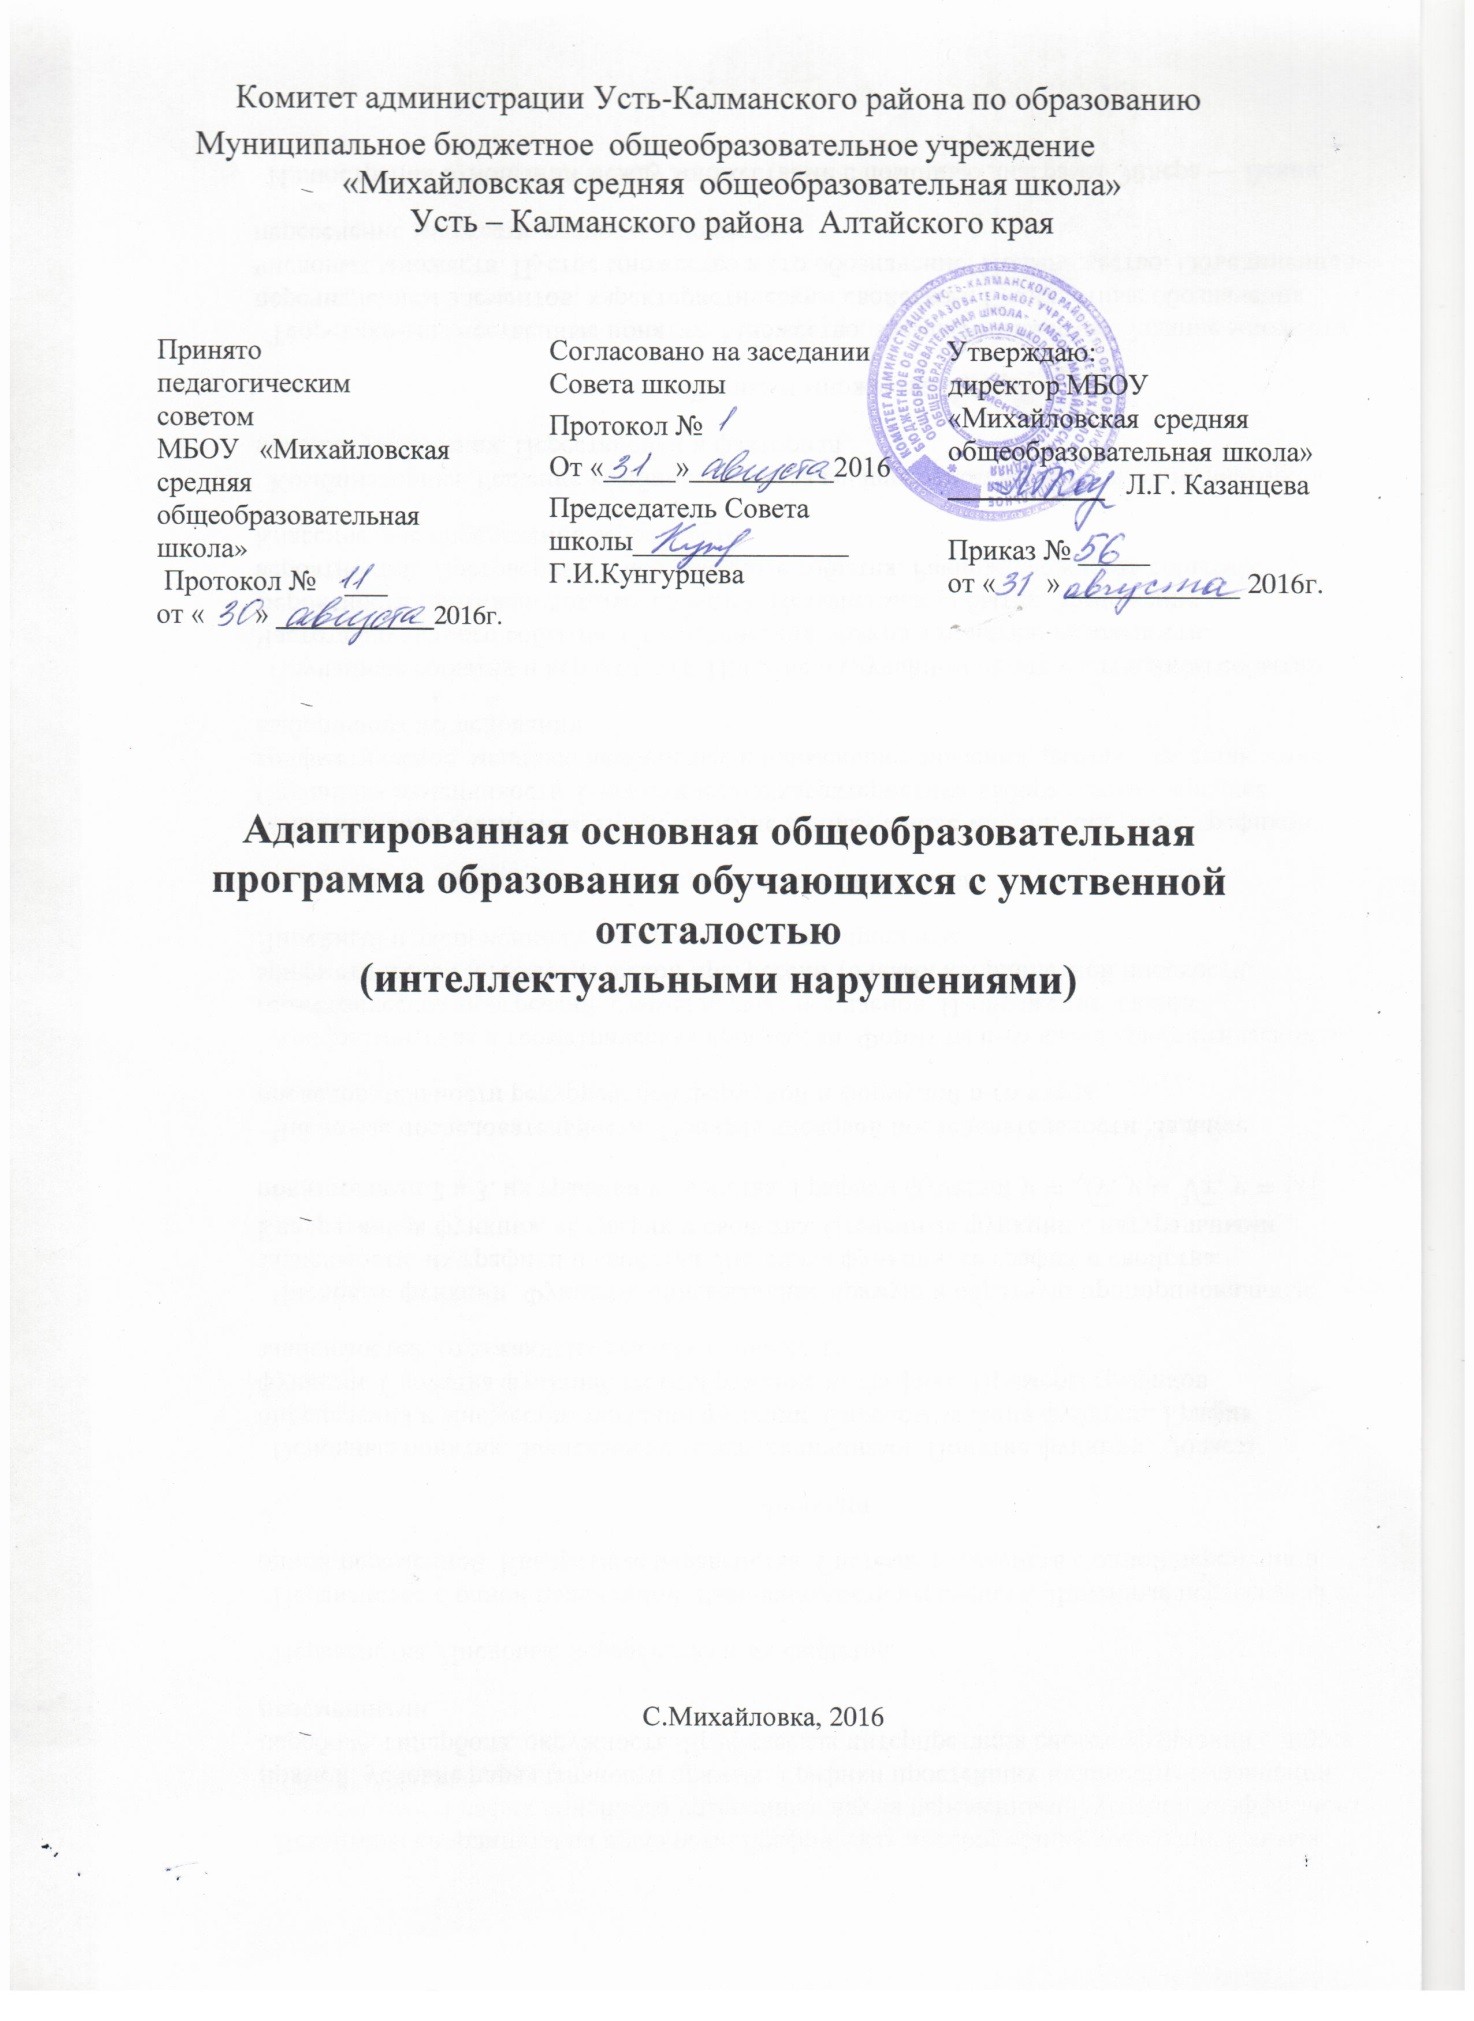 Комитет администрации Усть-Калманского района по образованию
Муниципальное бюджетное общеобразовательное учреждение
«Михайловская средняя общеобразовательная школа»
Усть – Калманского района Алтайского края
Принято
педагогическим
советом
МБОУ «Михайловская
средняя
общеобразовательная
школа»
Протокол № 11
от « 30» августа 2016г.
Согласовано на заседании
Совета школы
Протокол № 1
От «31» августа 2016
Председатель Совета
школы
Г.И.Кунгурцева
Утверждаю:
директор МБОУ
«Михайловская средняя
общеобразовательная школа»
Л.Г. Казанцева
Приказ № 56
от «31 » августа 2016г.
Адаптированная основная общеобразовательная
программа образования обучающихся с умственной
отсталостью
(интеллектуальными нарушениями)
С.Михайловка, 2016